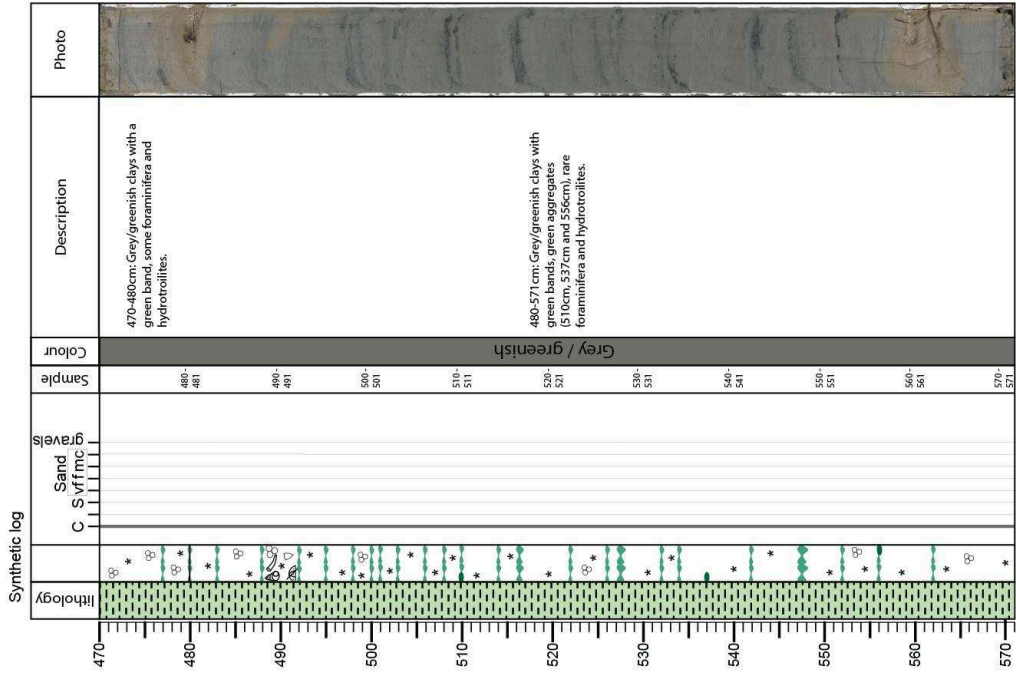 Synthetic log
lithology
C
S
Sand
vf f m c
gravels
Sample
Colour
Description
Photo
470-480cm: Grey/greenish clays with a
green band, some foraminifera and
hydrotroilites.
480-571cm: Grey/greenish clays with
green bands, green aggregates
(510cm, 537cm and 556cm), rare
foraminifera and hydrotroilites.
Grey / greenish
480-
481
490-
491
500-
501
510-
511
520-
521
530-
531
540-
541
550-
551
560-
561
570-
571
470
480
490
500
510
520
530
540
550
560
570